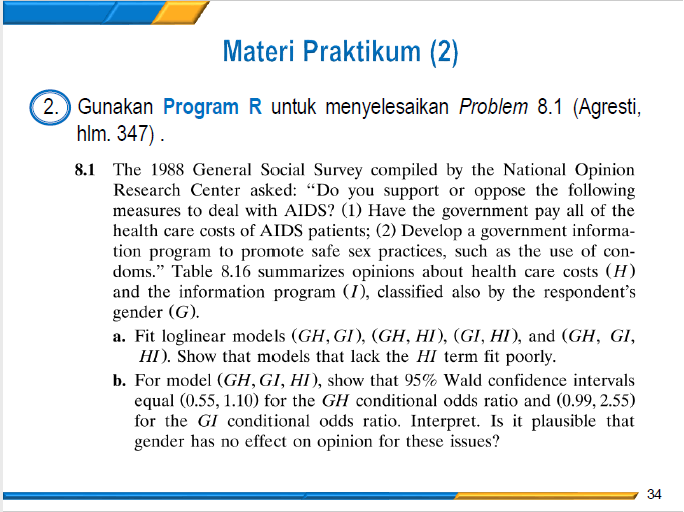 Materi Praktikum (2)
2. Gunakan Program R untuk menyelesaikan Problem 8.1 (Agresti,
hlm. 347) .
8.1 The 1988 General Social Survey compiled by the National Opinion
Research Center asked: “Do you support or oppose the following
measures to deal with AIDS? (1) Have the government pay all of the
health care costs of AIDS patients; (2) Develop a government informa-
tion program to promote safe sex practices, such as the use of con-
doms.” Table 8.16 summarizes opinions about health care costs (H)
and the information program (I), classified also by the respondent’s
gender (G).
a. Fit loglinear models (GH, GI), (GH, HI), (GI, HI), and (GH, GI,
HI). Show that models that lack the HI term fit poorly.
b. For model (GH, GI, HI), show that 95% Wald confidence intervals
equal (0.55, 1.10) for the GH conditional odds ratio and (0.99, 2.55)
for the GI conditional odds ratio. Interpret. Is it plausible that
gender has no effect on opinion for these issues?
34